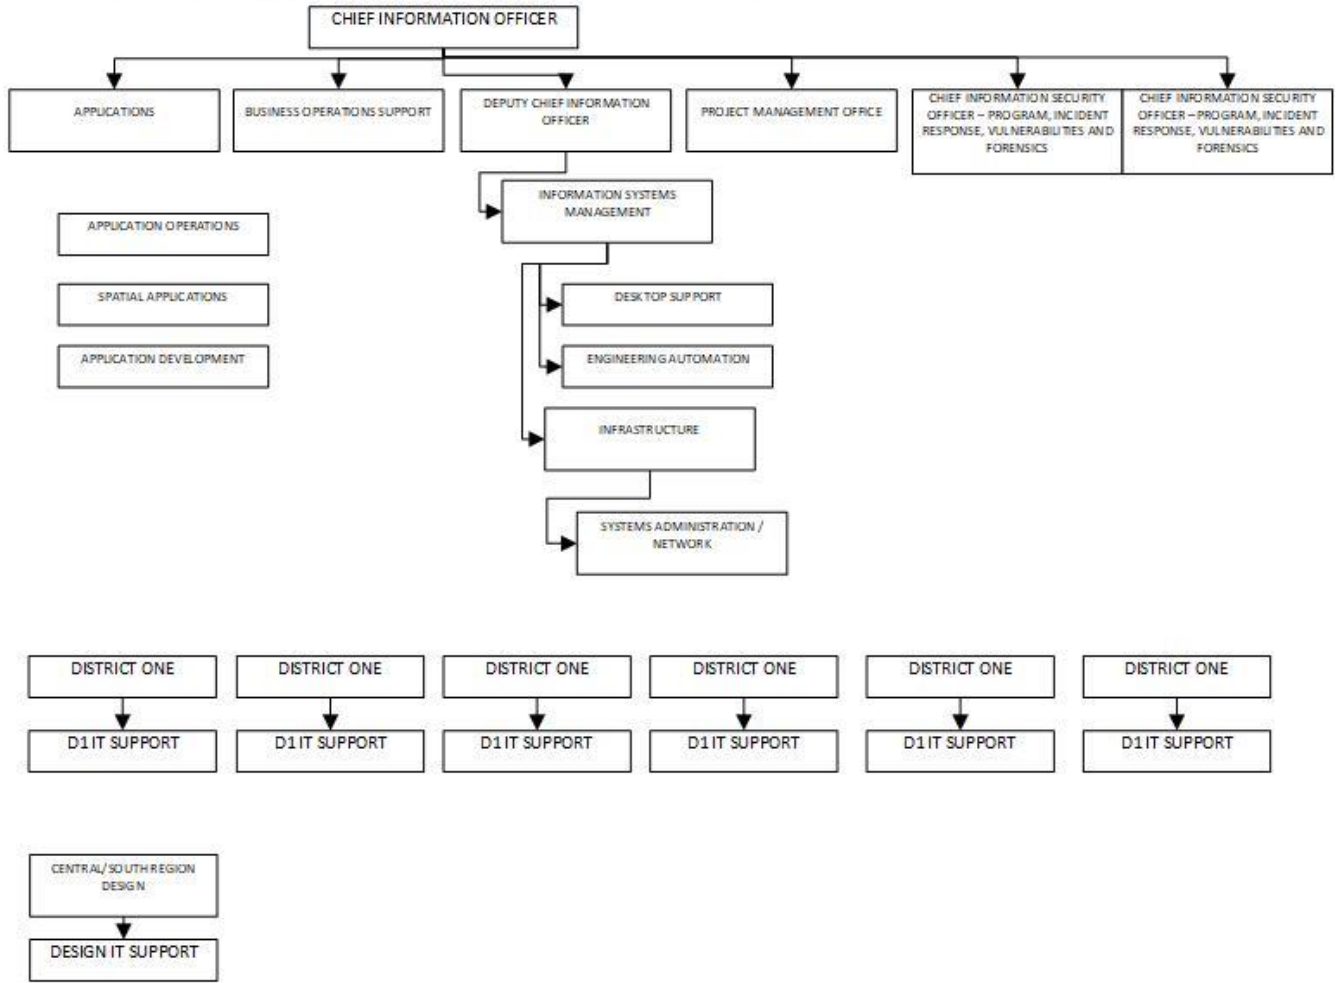 CHIEF INFORMATION OFFICER
APPLICATIONS
BUSINESS OPERATIONS SUPPORT
DEPUTY CHIEF INFORMATION
OFFICER
PROJECT MANAGEMENT OFFICE
CHIEF INFORMATION SECURITY
OFFICER – PROGRAM, INCIDENT
RESPONSE, VULNERABILITIES AND
FORENSICS
CHIEF INFORMATION SECURITY
OFFICER – PROGRAM, INCIDENT
RESPONSE, VULNERABILITIES AND
FORENSICS
INFORMATION SYSTEMS
MANAGEMENT
APPLICATION OPERATIONS
SPATIAL APPLICATIONS
APPLICATION DEVELOPMENT
DESKTOP SUPPORT
ENGINEERING AUTOMATION
INFRASTRUCTURE
SYSTEMS ADMINISTRATION /
NETWORK
DISTRICT ONE
DISTRICT ONE
DISTRICT ONE
DISTRICT ONE
DISTRICT ONE
DISTRICT ONE
D1 IT SUPPORT
D1 IT SUPPORT
D1 IT SUPPORT
D1 IT SUPPORT
D1 IT SUPPORT
D1 IT SUPPORT
CENTRAL/SOUTH REGION
DESIGN
DESIGN IT SUPPORT